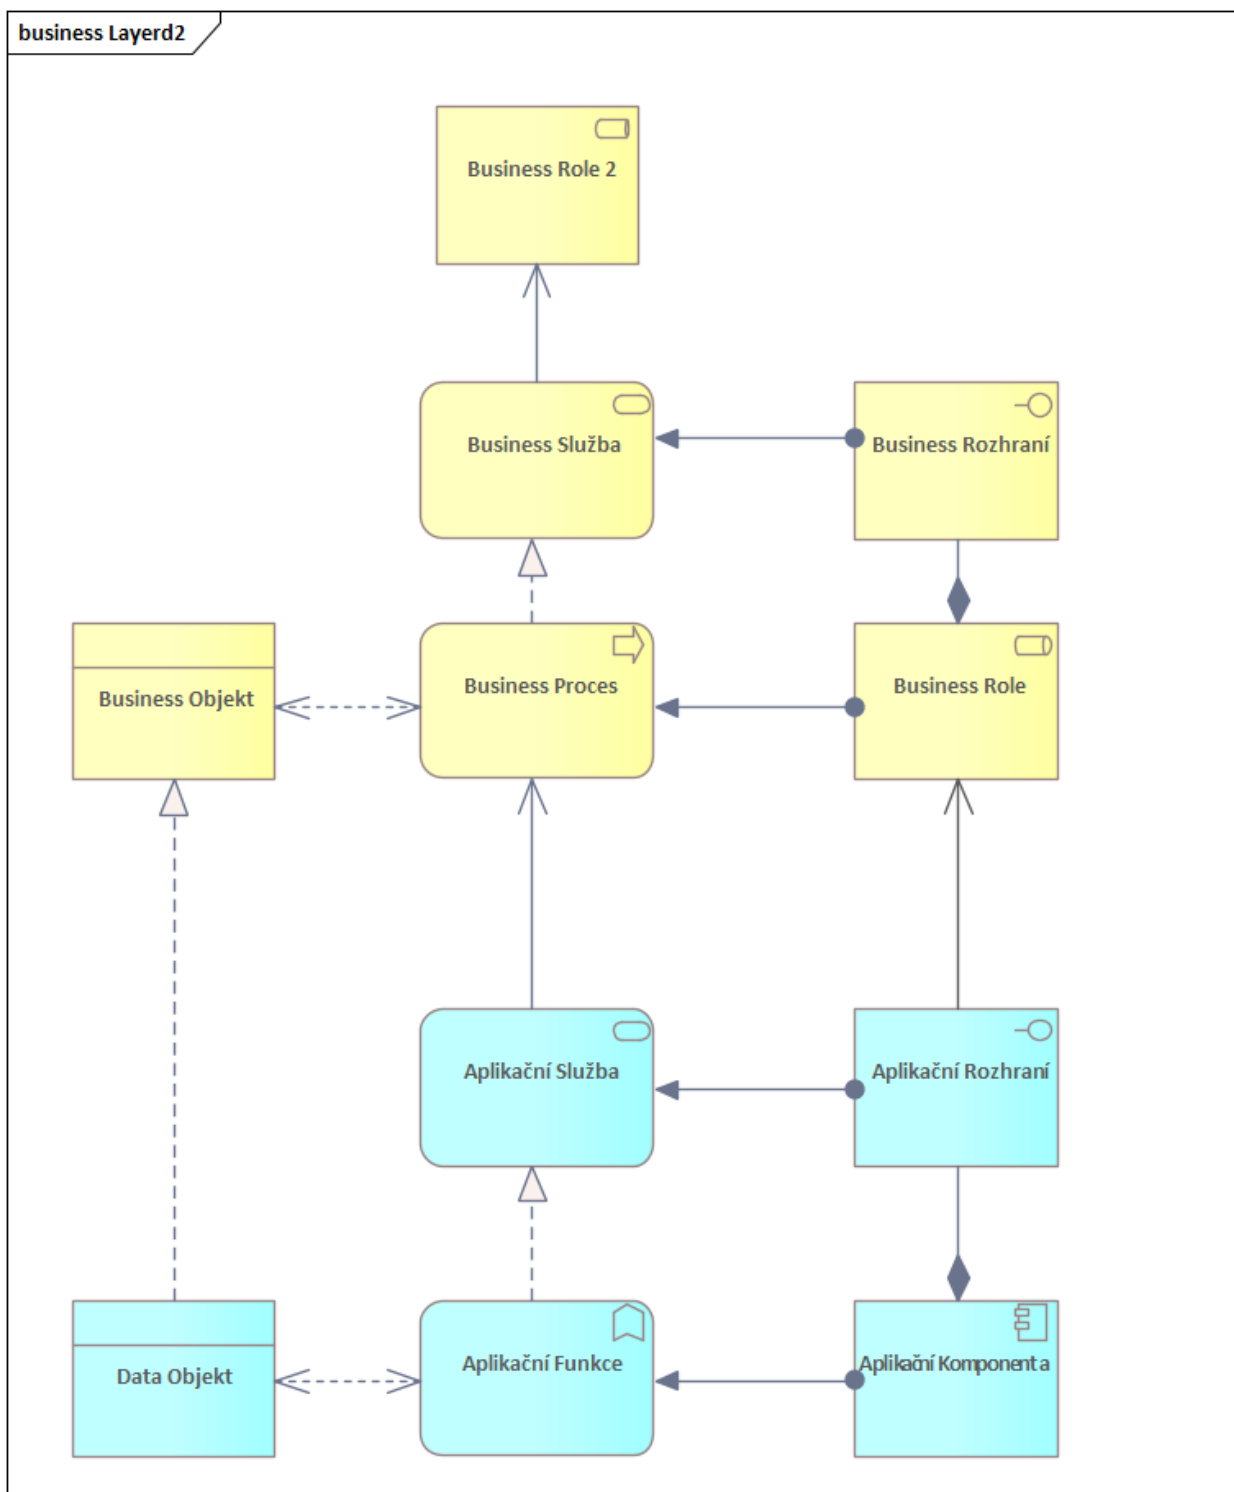 business Layerd2
Business Role 2
Business Služba
Business Rozhraní
Business Objekt
Business Proces
Business Role
Aplikační Služba
Aplikační Rozhraní
Data Objekt
Aplikační Funkce
Aplikační Komponenta